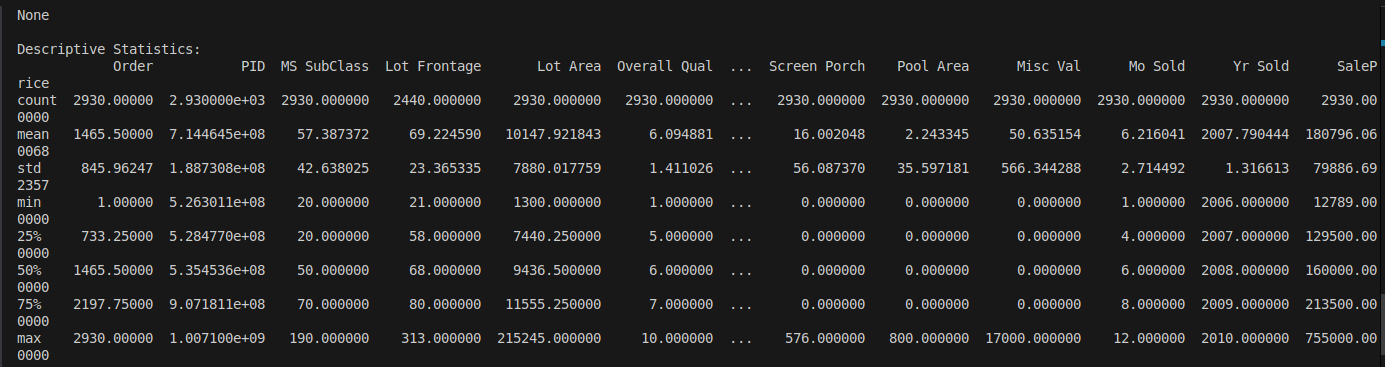 None
Descriptive Statistics:
Order PID MS SubClass Lot Frontage Lot Area Overall Qual ... Screen Porch Pool Area Misc Val Mo Sold Yr Sold SaleP
rice
count 2930.00000 2.930000e+03 2930.000000 2440.000000 2930.000000 2930.000000 ... 2930.000000 2930.000000 2930.000000 2930.000000 2930.000000 2930.00
0000
mean 1465.50000 7.144645e+08 57.387372 69.224590 10147.921843 6.094881 ... 16.002048 2.243345 50.635154 6.216041 2007.790444 180796.06
0068
std 845.96247 1.887308e+08 42.638025 23.365335 7880.017759 1.411026 ... 56.087370 35.597181 566.344288 2.714492 1.316613 79886.69
2357
min 1.00000 5.263011e+08 20.000000 21.000000 1300.000000 1.000000 ... 0.000000 0.000000 0.000000 1.000000 2006.000000 12789.00
0000
25% 733.25000 5.284770e+08 20.000000 58.000000 7440.250000 5.000000 ... 0.000000 0.000000 0.000000 4.000000 2007.000000 129500.00
0000
50% 1465.50000 5.354536e+08 50.000000 68.000000 9436.500000 6.000000 ... 0.000000 0.000000 0.000000 6.000000 2008.000000 160000.00
0000
75% 2197.75000 9.071811e+08 70.000000 80.000000 11555.250000 7.000000 ... 0.000000 0.000000 0.000000 8.000000 2009.000000 213500.00
0000
max 2930.00000 1.007100e+09 190.000000 313.000000 215245.000000 10.000000 ... 576.000000 800.000000 17000.000000 12.000000 2010.000000 755000.00
0000